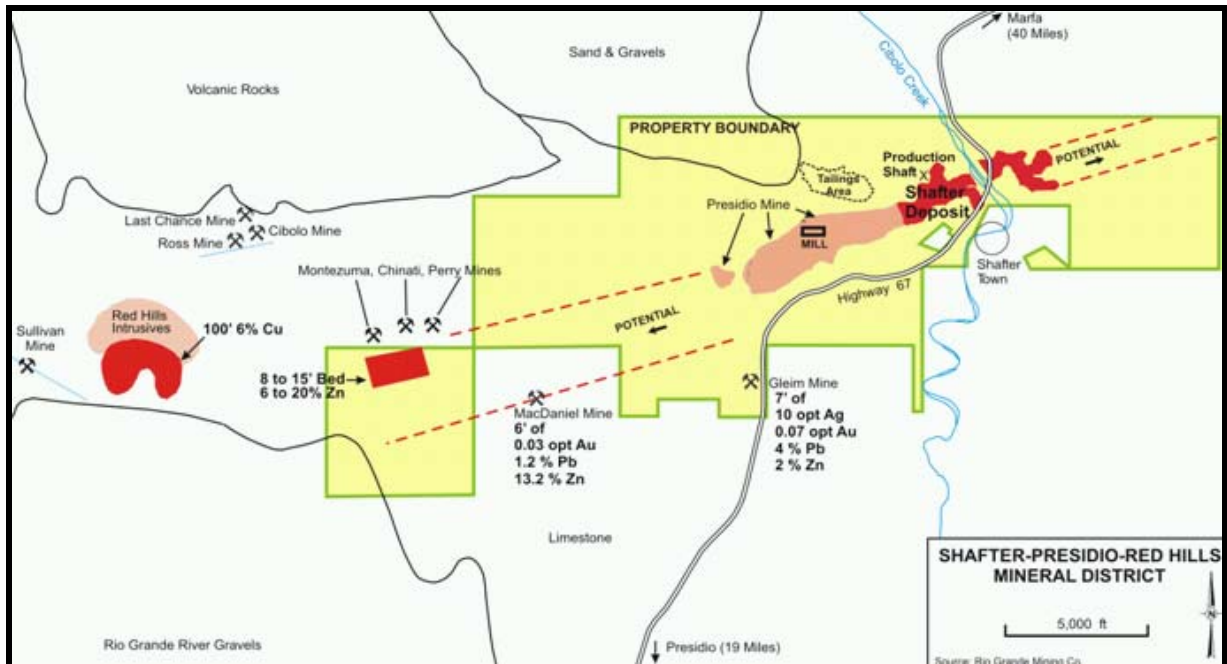 Marfa
(40 Miles)
Sand & Gravels
Cibolo Creek
Volcanic Rocks
PROPERTY BOUNDARY
POTENTIAL
Production
Shaft
Tailings
Area
Shafter
Deposit
Presidio Mine
Last Chance Mine
Cibolo Mine
Ross Mine
MILL
Shafter
Town
Montezuma, Chinati, Perry Mines
Highway 67
Red Hills
Intrusives
100' 6% Cu
POTENTIAL
Sullivan
Mine
8 to 15' Bed
6 to 20% Zn
MacDaniel Mine
6' of
0.03 opt Au
1.2 % Pb
13.2 % Zn
Gleim Mine
7' of
10 opt Ag
0.07 opt Au
4 % Pb
2 % Zn
Limestone
SHAFTER-PRESIDIO-RED HILLS
MINERAL DISTRICT
5,000 ft
N
Rio Grande River Gravels
Presidio (19 Miles)
Source: Rio Grande Mining Co.